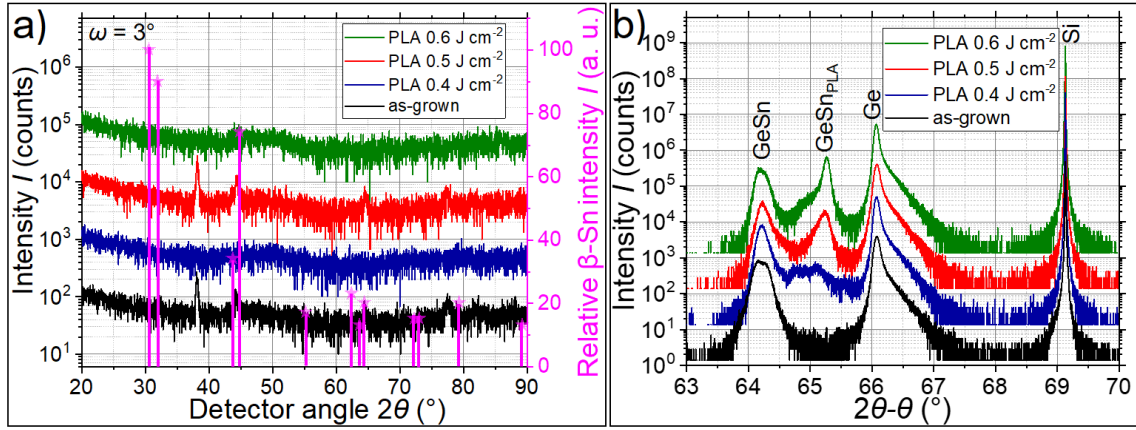 a)
ω = 3°
PLA 0.6 J cm⁻²
PLA 0.5 J cm⁻²
PLA 0.4 J cm⁻²
as-grown
10⁶
10⁵
10⁴
10³
10²
10¹
Intensity I (counts)
100
80
60
40
20
0
Relative β-Sn intensity I (a. u.)
20 30 40 50 60 70 80 90
Detector angle 2θ (°)
b)
PLA 0.6 J cm⁻²
PLA 0.5 J cm⁻²
PLA 0.4 J cm⁻²
as-grown
GeSn
GeSn_PLA
Ge
Si
10⁹
10⁸
10⁷
10⁶
10⁵
10⁴
10³
10²
10¹
10⁰
Intensity I (counts)
63 64 65 66 67 68 69 70
2θ-θ (°)